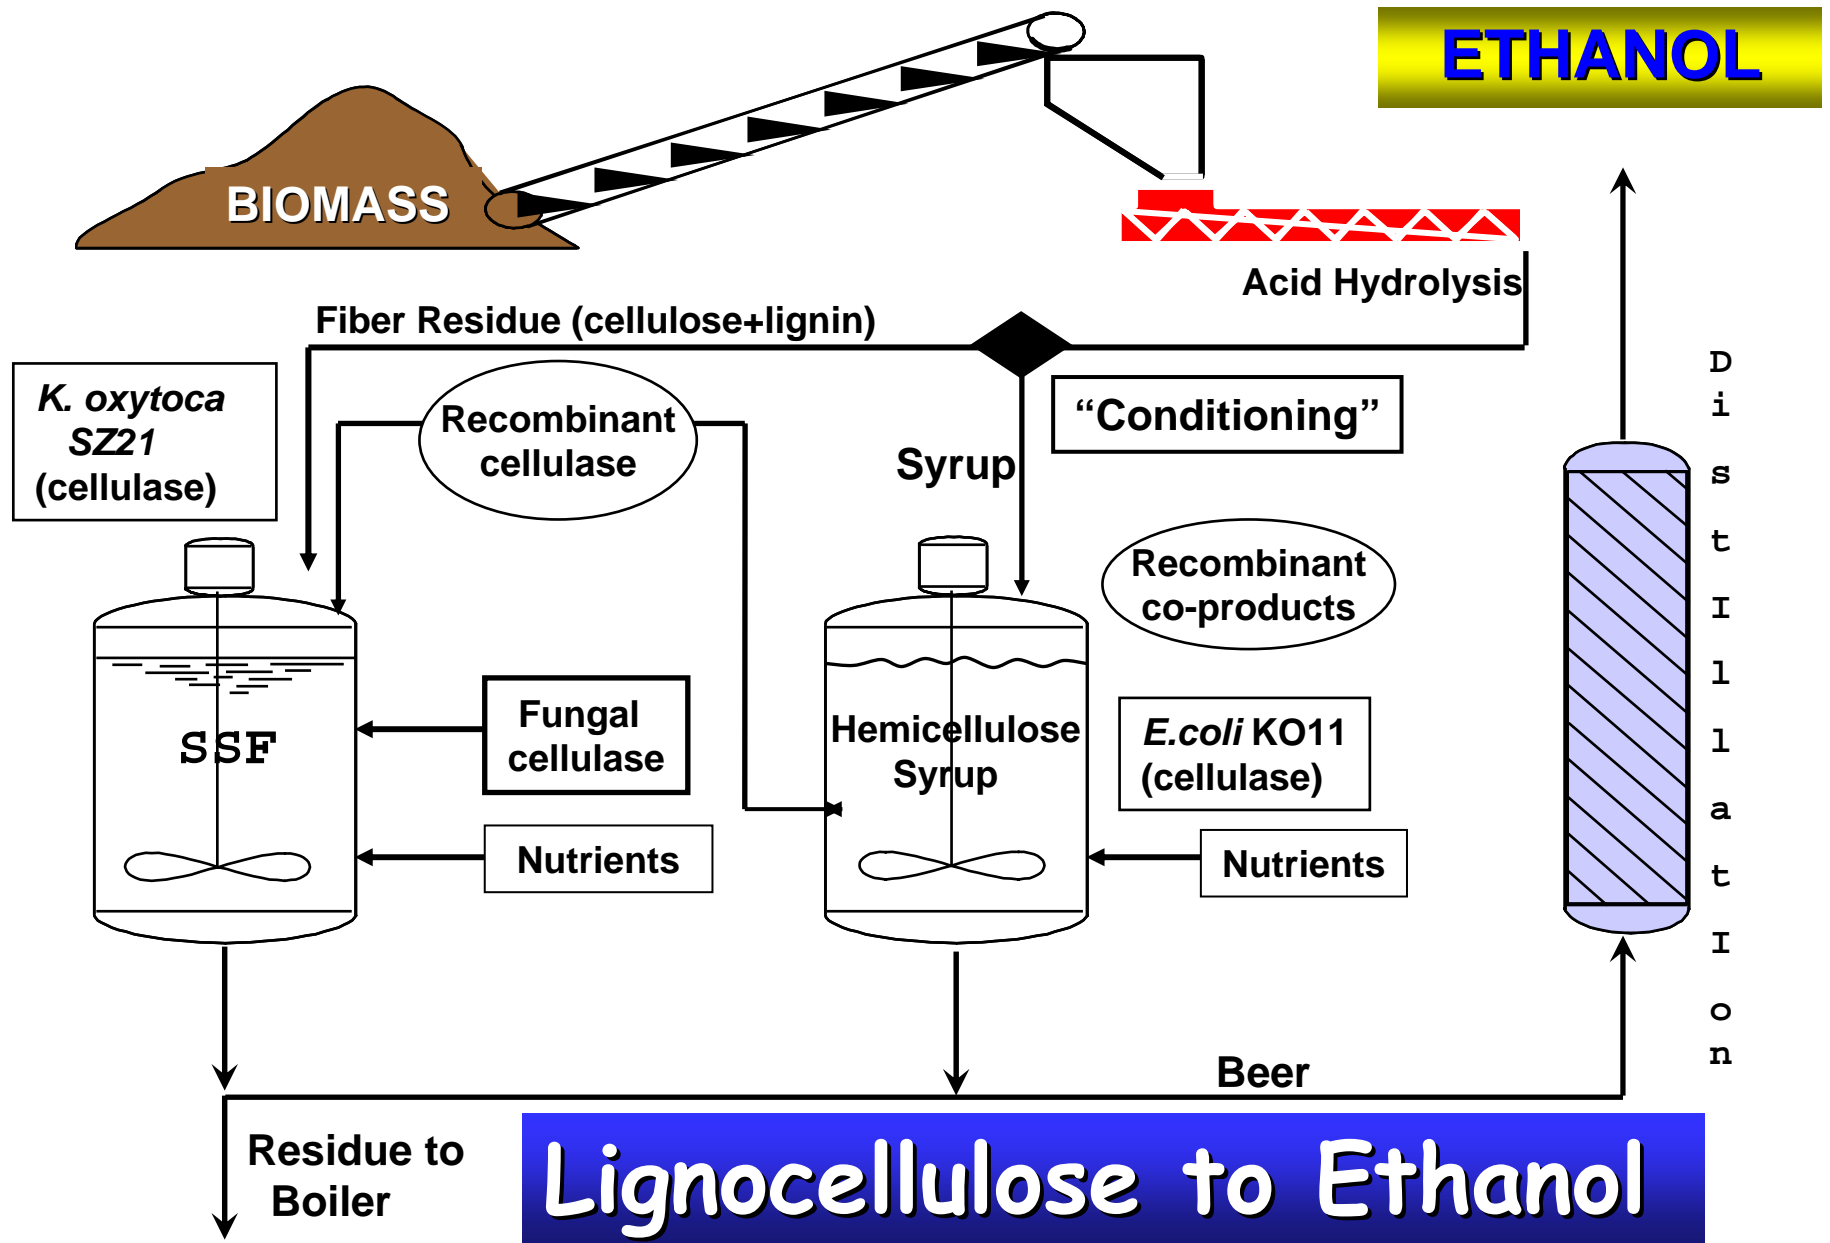 ETHANOL
BIOMASS
Acid Hydrolysis
Fiber Residue (cellulose+lignin)
K. oxytoca
SZ21
(cellulase)
Recombinant
cellulase
“Conditioning”
Syrup
Recombinant
co-products
Fungal
cellulase
SSF
Hemicellulose
Syrup
E.coli KO11
(cellulase)
Nutrients
Nutrients
D
i
s
t
I
l
l
a
t
I
o
n
Beer
Residue to
Boiler
Lignocellulose to Ethanol